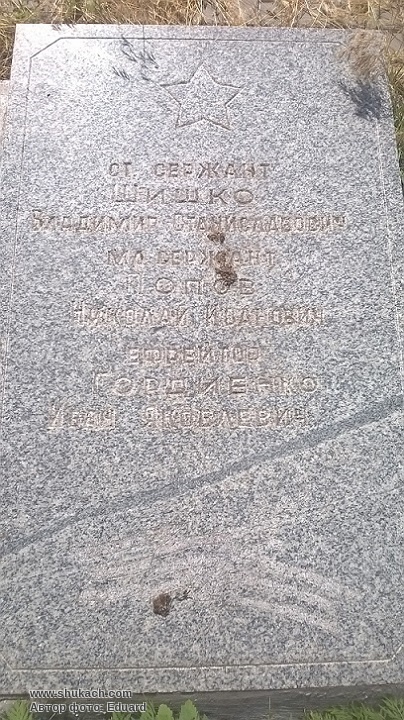 СТ. СЕРЖАНТ
ШИШКО
ВЛАДИМИР СТАНИСЛАВОВИЧ
МЛ. СЕРЖАНТ
ПОПОВ
НИКОЛАЙ ИВАНОВИЧ
ЕФРЕЙТОР
ГОРДИЕНКО
ИВАН ЯКОВЛЕВИЧ
www.shukach.com
Автор фото: Eduard